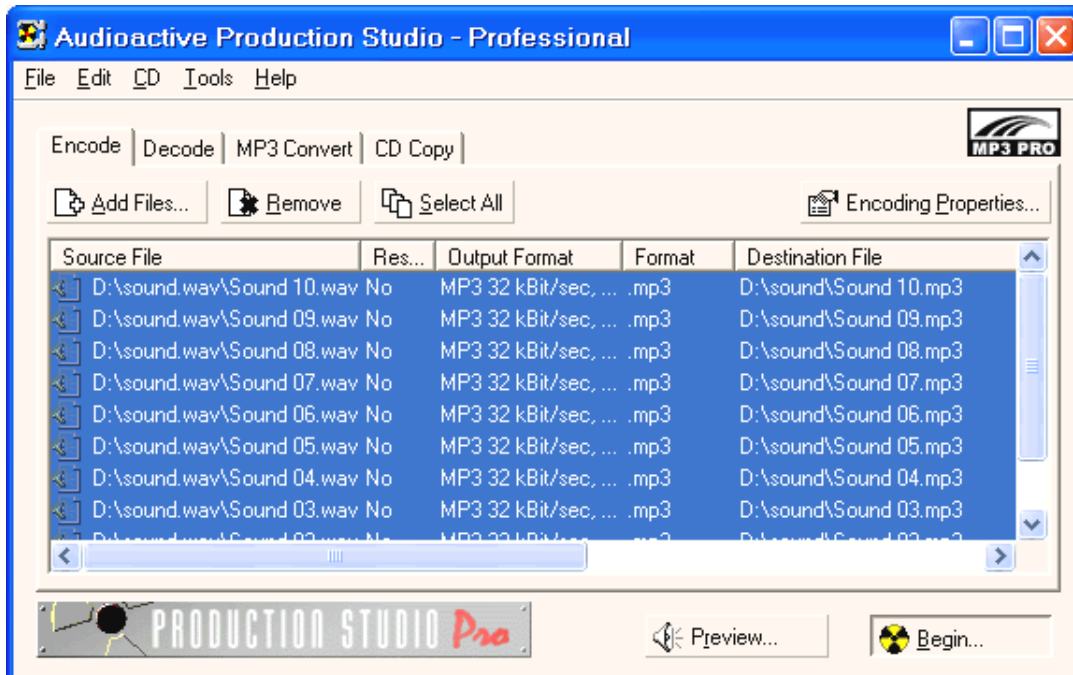 Audioactive Production Studio - Professional
File Edit CD Tools Help
MP3 PRO
Encode Decode MP3 Convert CD Copy
Add Files... Remove Select All Encoding Properties...
Source File Res... Output Format Format Destination File
D:\sound.wav\Sound 10.wav No MP3 32 kBit/sec, ... .mp3 D:\sound\Sound 10.mp3
D:\sound.wav\Sound 09.wav No MP3 32 kBit/sec, ... .mp3 D:\sound\Sound 09.mp3
D:\sound.wav\Sound 08.wav No MP3 32 kBit/sec, ... .mp3 D:\sound\Sound 08.mp3
D:\sound.wav\Sound 07.wav No MP3 32 kBit/sec, ... .mp3 D:\sound\Sound 07.mp3
D:\sound.wav\Sound 06.wav No MP3 32 kBit/sec, ... .mp3 D:\sound\Sound 06.mp3
D:\sound.wav\Sound 05.wav No MP3 32 kBit/sec, ... .mp3 D:\sound\Sound 05.mp3
D:\sound.wav\Sound 04.wav No MP3 32 kBit/sec, ... .mp3 D:\sound\Sound 04.mp3
D:\sound.wav\Sound 03.wav No MP3 32 kBit/sec, ... .mp3 D:\sound\Sound 03.mp3
PRODUCTION STUDIO Pro Preview... Begin...